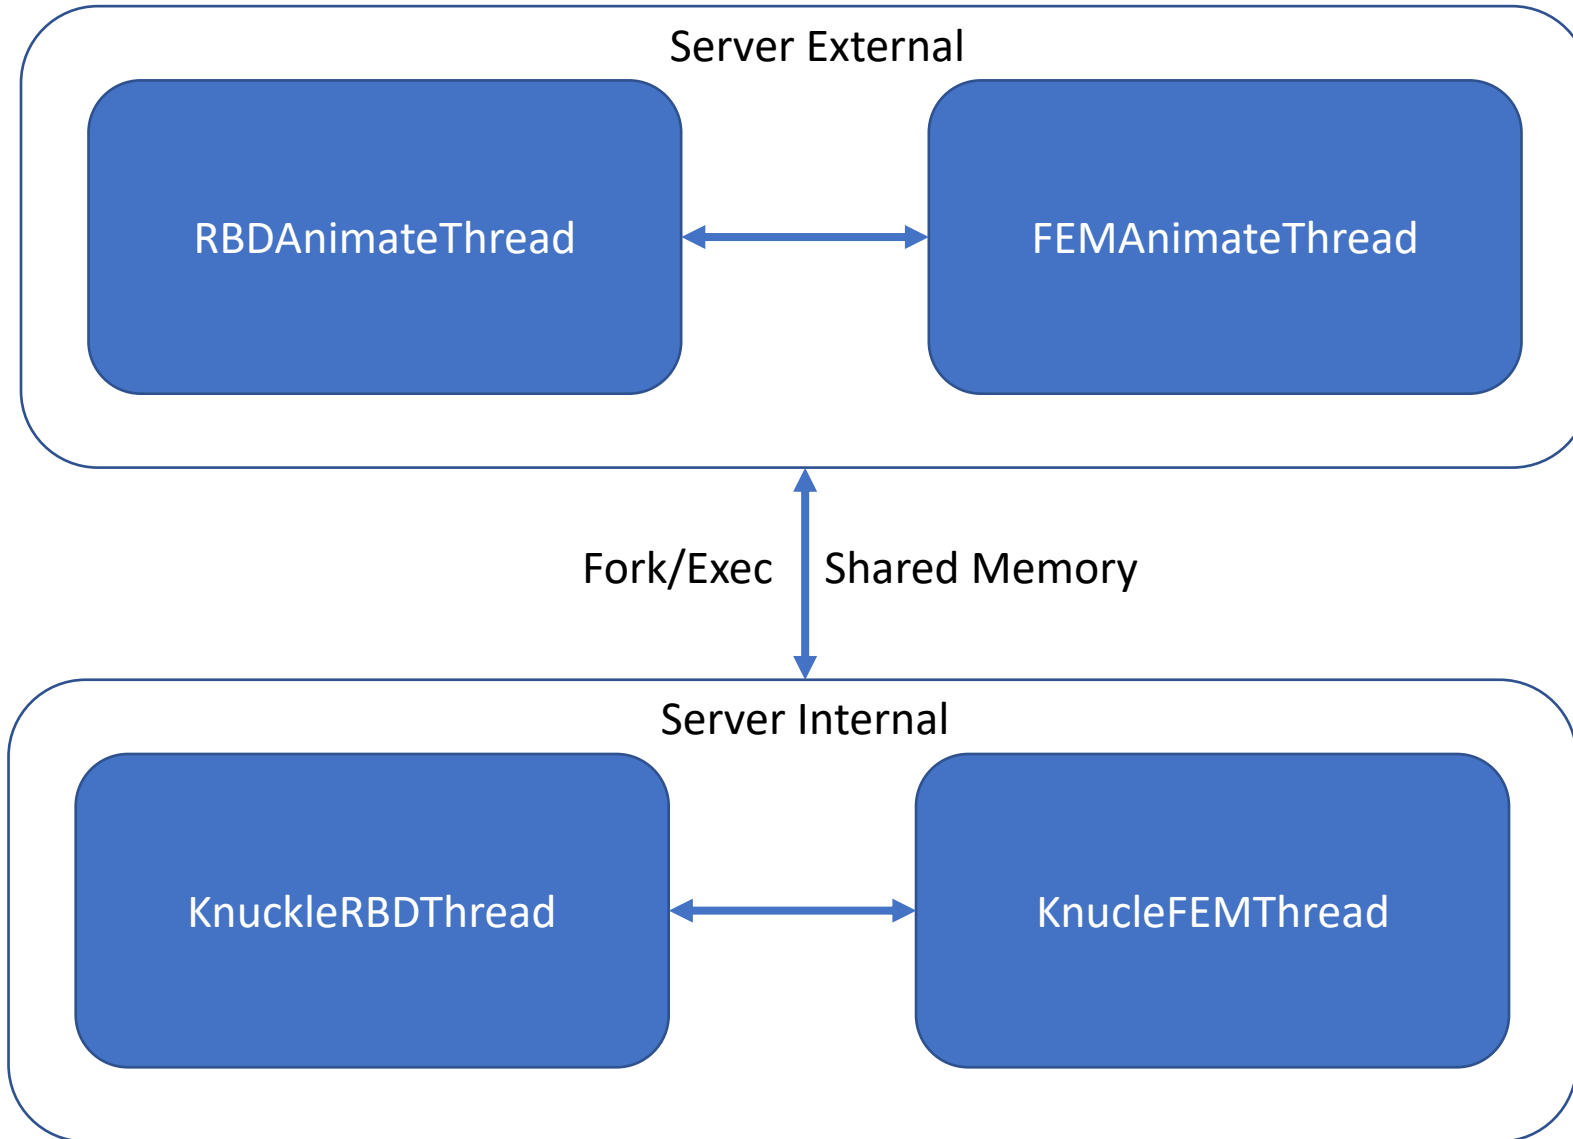 Server External
RBDAnimateThread
FEMAnimateThread
Fork/Exec
Shared Memory
Server Internal
KnuckleRBDThread
KnucleFEMThread